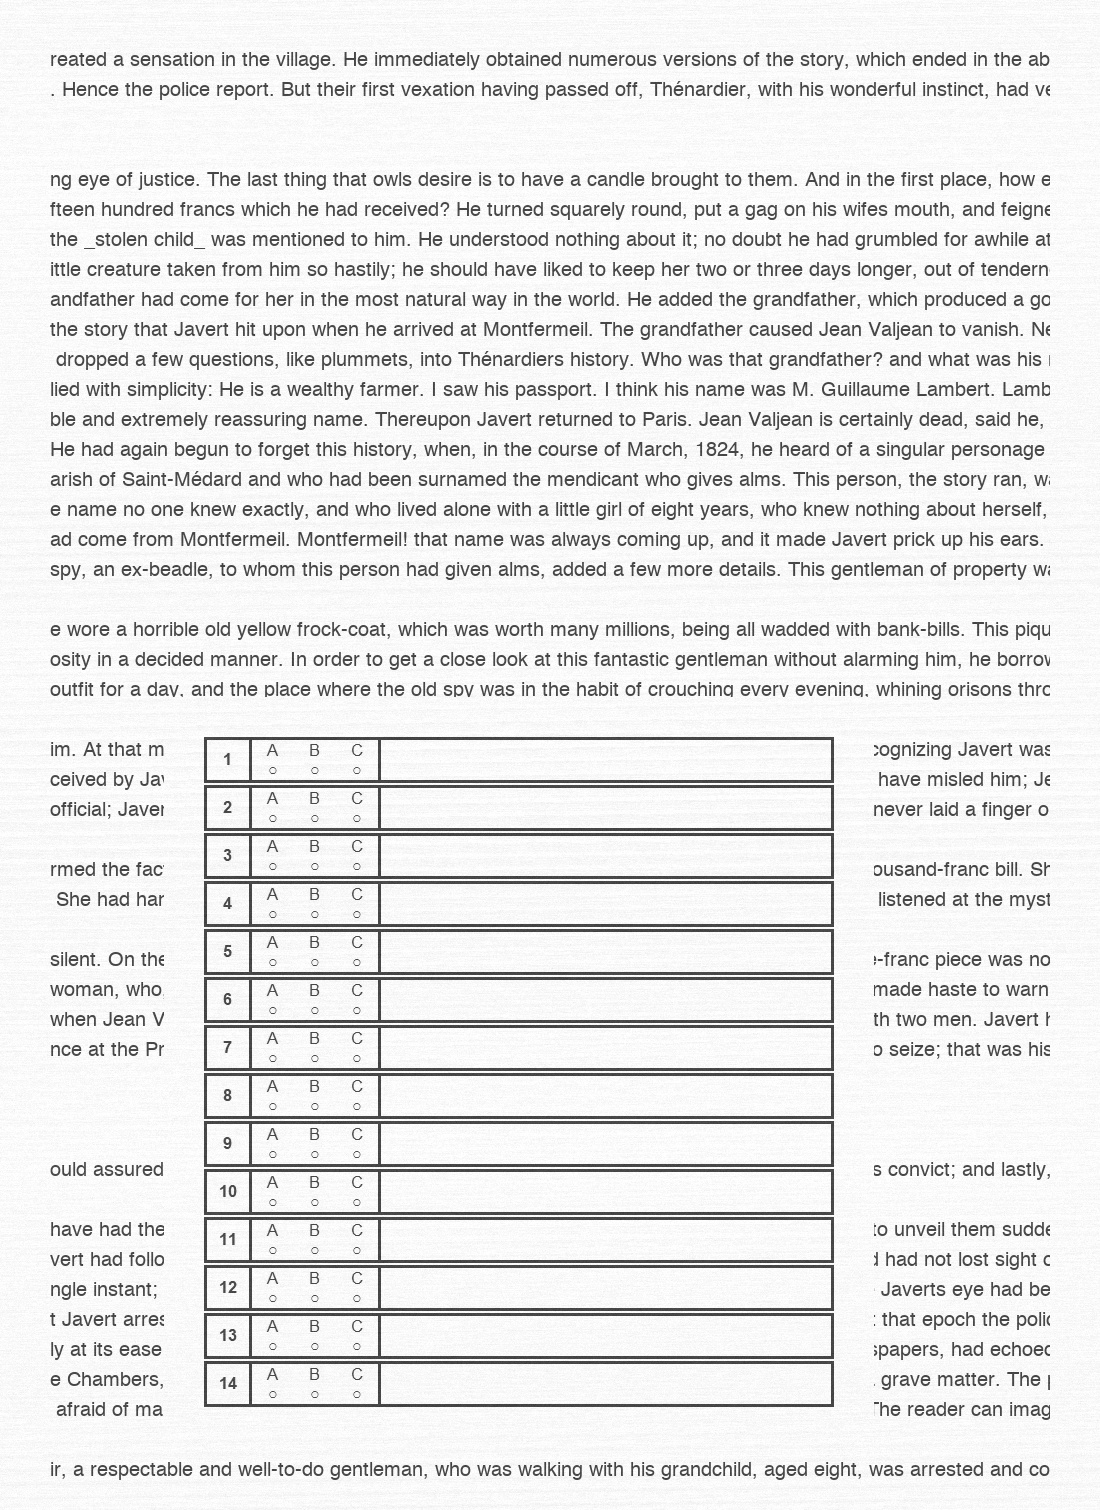 reated a sensation in the village. He immediately obtained numerous versions of the story, which ended in the ab
. Hence the police report. But their first vexation having passed off, Thénardier, with his wonderful instinct, had ve
ng eye of justice. The last thing that owls desire is to have a candle brought to them. And in the first place, how e
fteen hundred francs which he had received? He turned squarely round, put a gag on his wifes mouth, and feigne
the _stolen child_ was mentioned to him. He understood nothing about it; no doubt he had grumbled for awhile at
ittle creature taken from him so hastily; he should have liked to keep her two or three days longer, out of tendern
andfather had come for her in the most natural way in the world. He added the grandfather, which produced a go
the story that Javert hit upon when he arrived at Montfermeil. The grandfather caused Jean Valjean to vanish. Ne
dropped a few questions, like plummets, into Thénardiers history. Who was that grandfather? and what was his
lied with simplicity: He is a wealthy farmer. I saw his passport. I think his name was M. Guillaume Lambert. Lamb
ble and extremely reassuring name. Thereupon Javert returned to Paris. Jean Valjean is certainly dead, said he,
He had again begun to forget this history, when, in the course of March, 1824, he heard of a singular personage
arish of Saint-Médard and who had been surnamed the mendicant who gives alms. This person, the story ran, wa
e name no one knew exactly, and who lived alone with a little girl of eight years, who knew nothing about herself,
ad come from Montfermeil. Montfermeil! that name was always coming up, and it made Javert prick up his ears.
spy, an ex-beadle, to whom this person had given alms, added a few more details. This gentleman of property wa
e wore a horrible old yellow frock-coat, which was worth many millions, being all wadded with bank-bills. This piqu
osity in a decided manner. In order to get a close look at this fantastic gentleman without alarming him, he borrow
outfit for a day, and the place where the old spy was in the habit of crouching every evening, whining orisons thro
im. At that m
ceived by Jav
official; Javer
rmed the fac
She had har
silent. On the
woman, who,
when Jean V
nce at the Pr
ould assured
have had the
vert had follo
ngle instant;
t Javert arres
ly at its ease
e Chambers,
afraid of ma
1 A B C
2 A B C
3 A B C
4 A B C
5 A B C
6 A B C
7 A B C
8 A B C
9 A B C
10 A B C
11 A B C
12 A B C
13 A B C
14 A B C
cognizing Javert was
have misled him; Je
never laid a finger o
ousand-franc bill. Sh
listened at the myst
e-franc piece was no
made haste to warn
th two men. Javert h
o seize; that was his
s convict; and lastly,
to unveil them sudde
d had not lost sight o
Javerts eye had be
that epoch the polic
spapers, had echoed
grave matter. The p
The reader can imag
ir, a respectable and well-to-do gentleman, who was walking with his grandchild, aged eight, was arrested and co